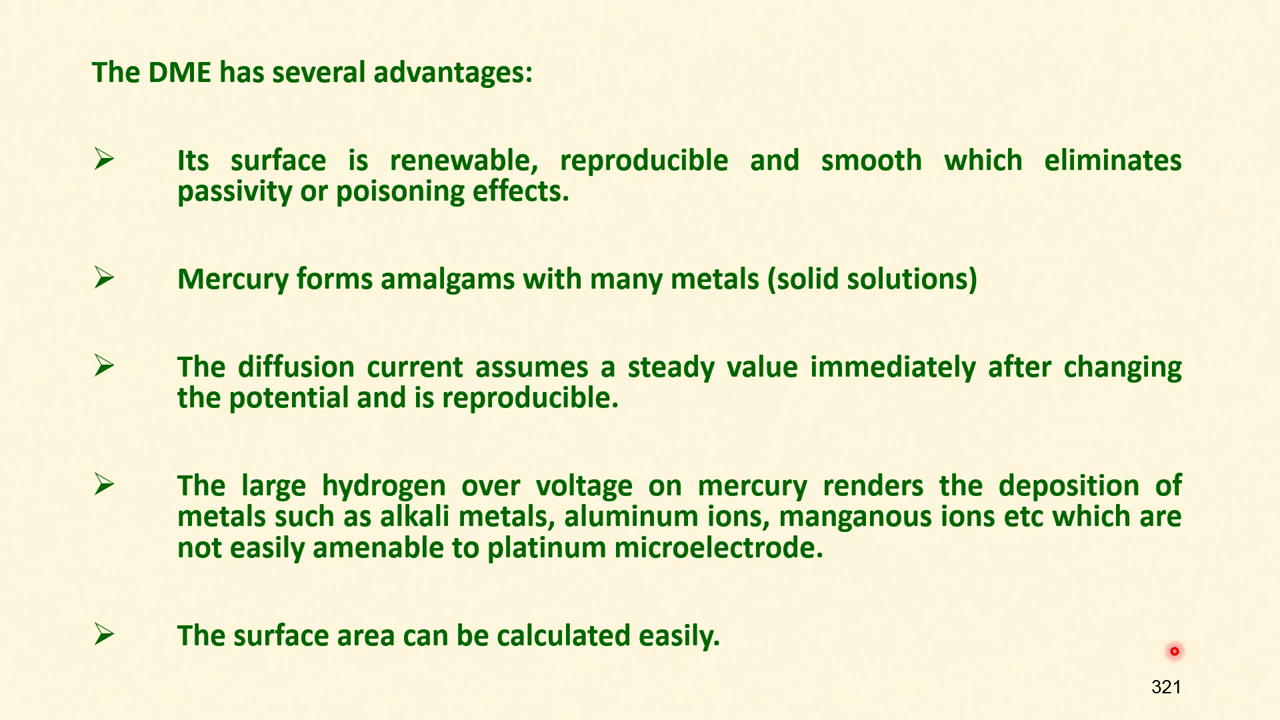 The DME has several advantages:
➢ Its surface is renewable, reproducible and smooth which eliminates
passivity or poisoning effects.
➢ Mercury forms amalgams with many metals (solid solutions)
➢ The diffusion current assumes a steady value immediately after changing
the potential and is reproducible.
➢ The large hydrogen over voltage on mercury renders the deposition of
metals such as alkali metals, aluminum ions, manganous ions etc which are
not easily amenable to platinum microelectrode.
➢ The surface area can be calculated easily.
321